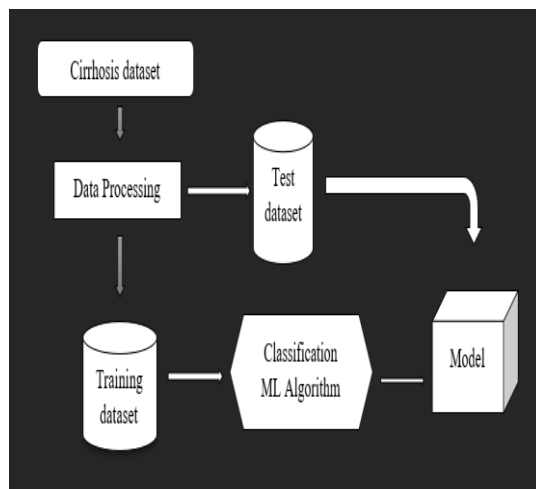 Cirrhosis dataset
Data Processing
Test
dataset
Training
dataset
Classification
ML Algorithm
Model